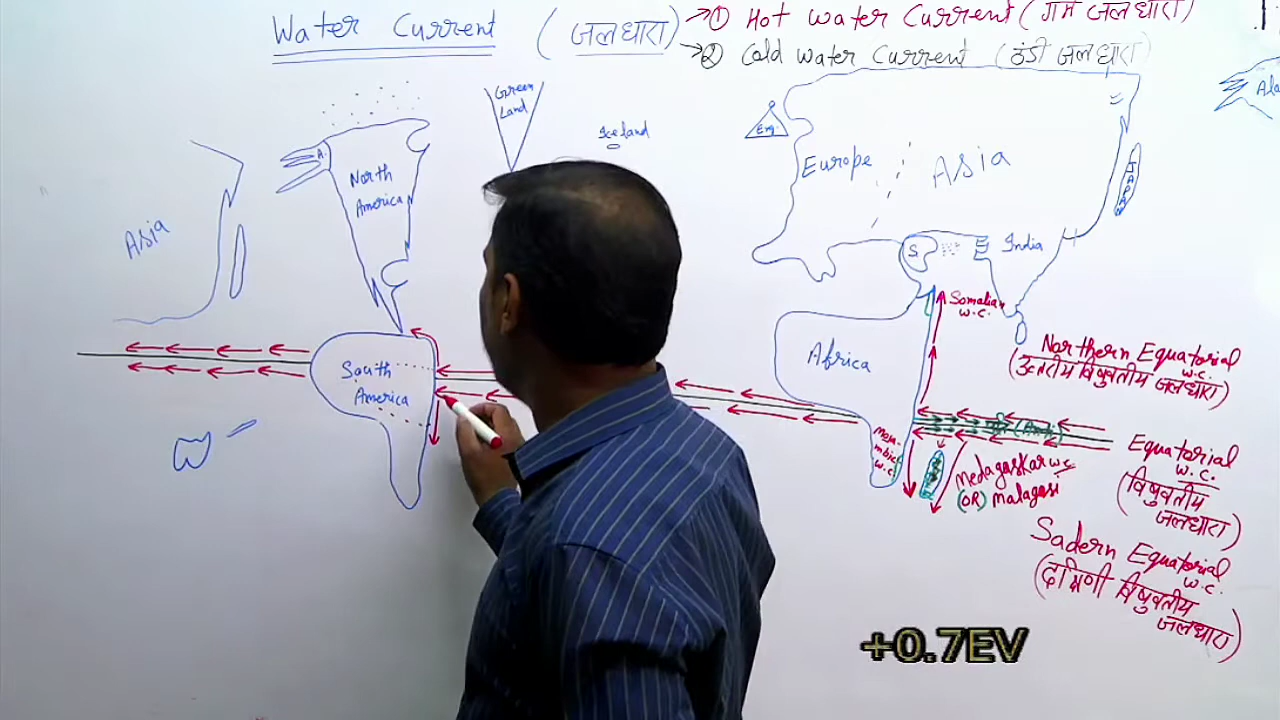 Water Current ( जलधारा )
→① Hot Water Current ( गर्म जलधारा )
→② Cold Water Current ( ठंडी जलधारा )
Green
Land
Iceland
Eng.
Europe
Asia
JAPAN
Asia
A.
North
America
S.
India
Somalian
W.C.
Africa
South
America
Northern Equatorial
W.C.
(उत्तरीय विषुवतीय जलधारा)
Equatorial
W.C.
(विषुवतीय
जलधारा)
Medagaskar W.C.
(OR) Malagasi
Sadern Equatorial
W.C.
(दक्षिणी विषुवतीय
जलधारा)
+0.7EV